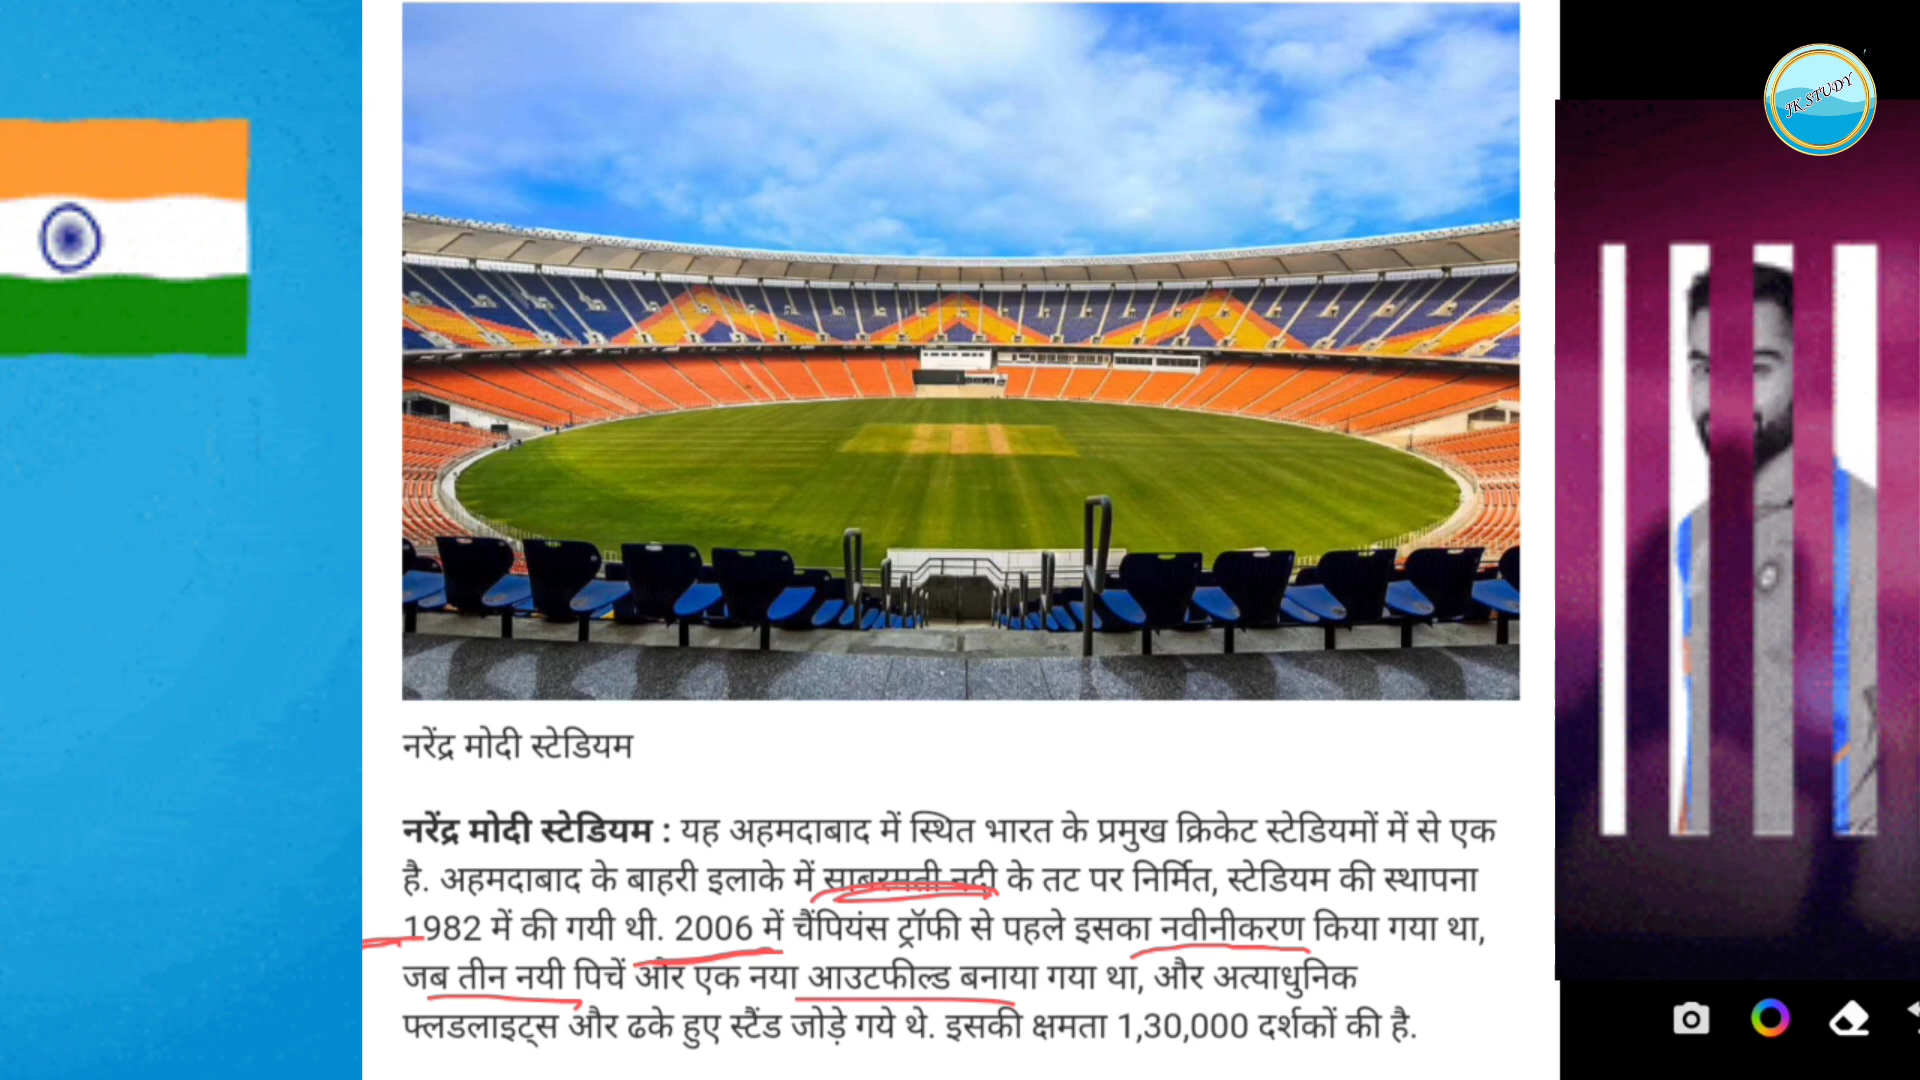 JK STUDY
नरेंद्र मोदी स्टेडियम
नरेंद्र मोदी स्टेडियम : यह अहमदाबाद में स्थित भारत के प्रमुख क्रिकेट स्टेडियमों में से एक
है. अहमदाबाद के बाहरी इलाके में साबरमती नदी के तट पर निर्मित, स्टेडियम की स्थापना
1982 में की गयी थी. 2006 में चैंपियंस ट्रॉफी से पहले इसका नवीनीकरण किया गया था,
जब तीन नयी पिचें और एक नया आउटफील्ड बनाया गया था, और अत्याधुनिक
फ्लडलाइट्स और ढके हुए स्टैंड जोड़े गये थे. इसकी क्षमता 1,30,000 दर्शकों की है.